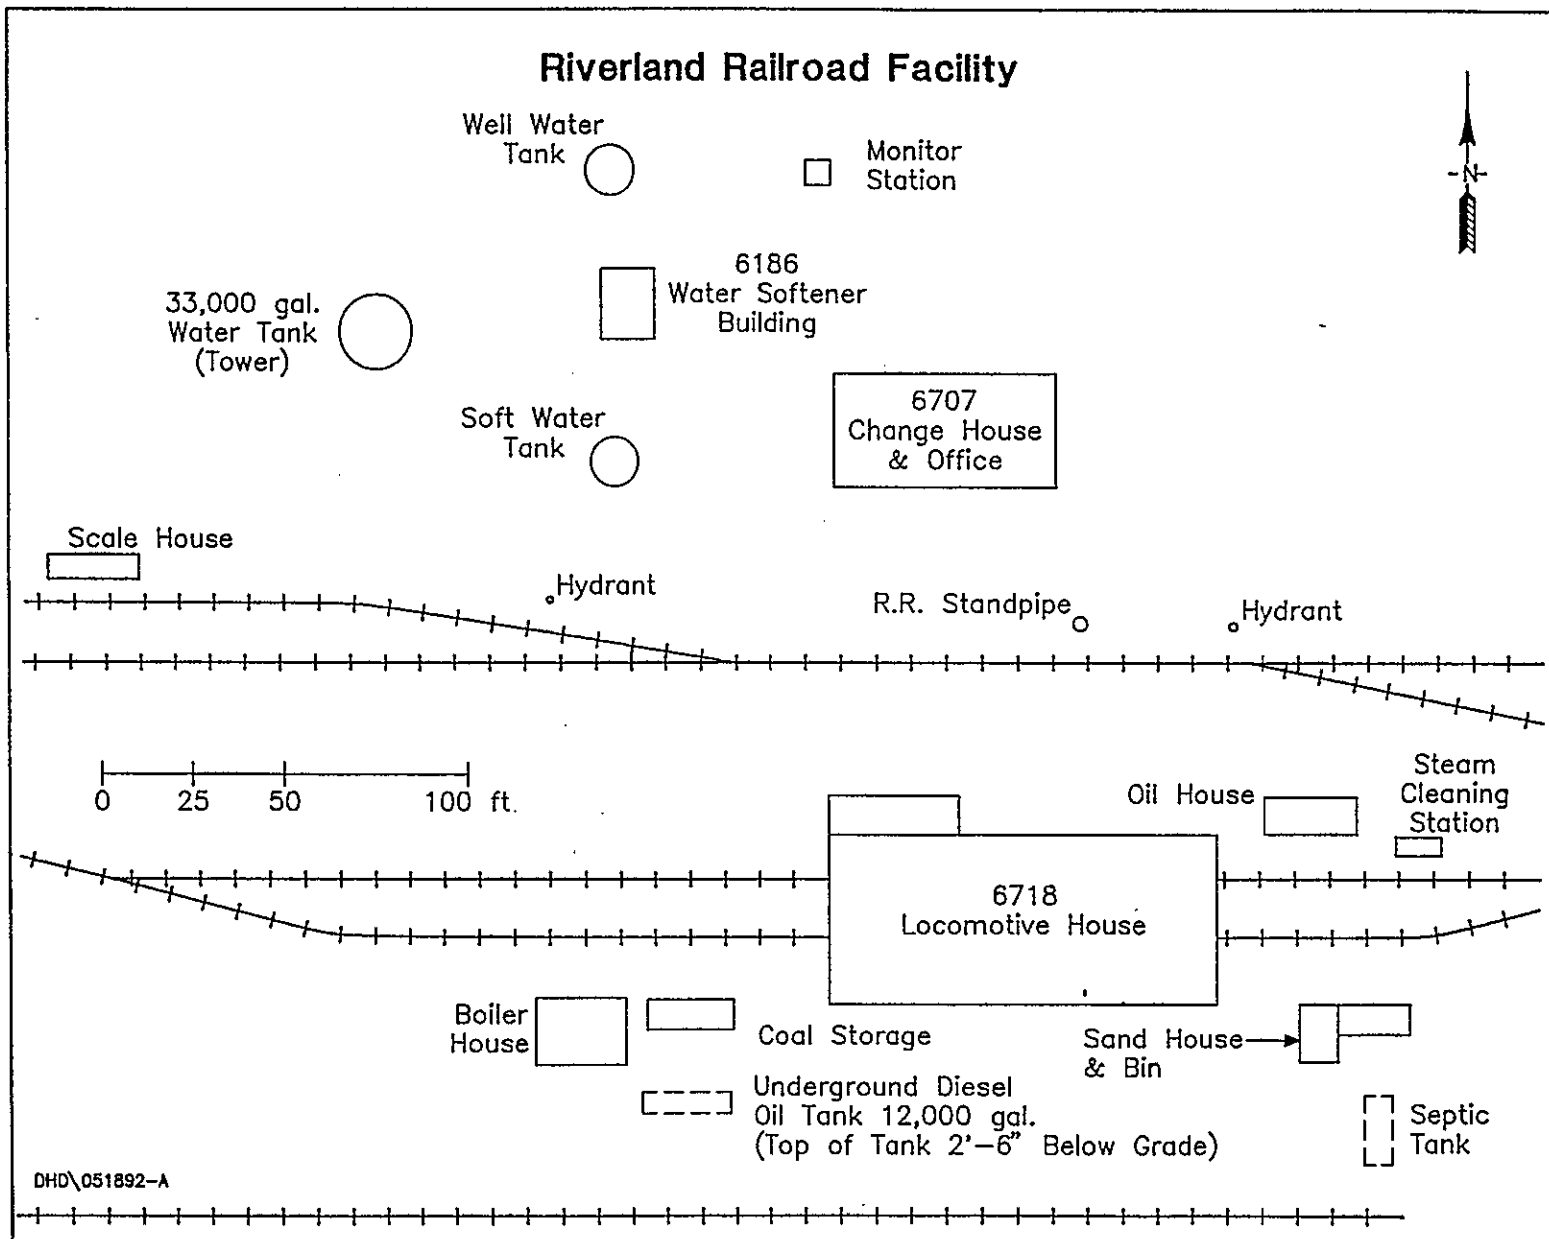 Riverland Railroad Facility
Well Water
Tank
Monitor
Station
N
6186
Water Softener
Building
33,000 gal.
Water Tank
(Tower)
6707
Change House
& Office
Soft Water
Tank
Scale House
Hydrant
R.R. Standpipe
Hydrant
0 25 50 100 ft.
Oil House
Steam
Cleaning
Station
6718
Locomotive House
Boiler
House
Coal Storage
Sand House
& Bin
Underground Diesel
Oil Tank 12,000 gal.
(Top of Tank 2'-6" Below Grade)
Septic
Tank
DHD\051892-A